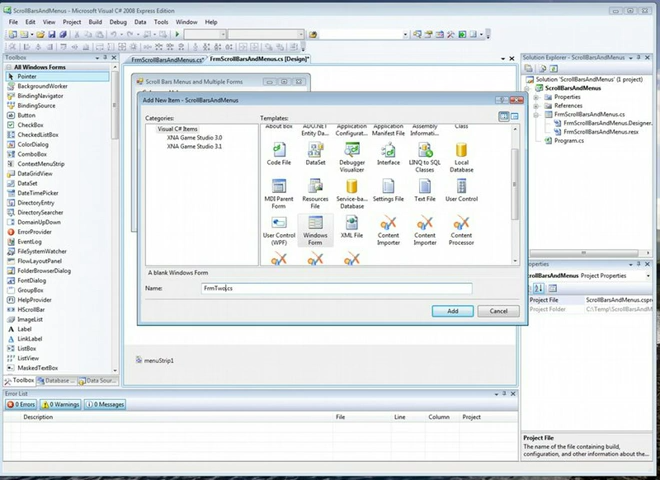 ScrollBarsAndMenus - Microsoft Visual C# 2008 Express Edition
File Edit View Project Build Debug Data Tools Window Help
Toolbox
All Windows Forms
Pointer
BackgroundWorker
BindingNavigator
BindingSource
Button
CheckBox
CheckedListBox
ColorDialog
ComboBox
ContextMenuStrip
DataGridView
DataSet
DateTimePicker
DirectoryEntry
DirectorySearcher
DomainUpDown
ErrorProvider
EventLog
FileSystemWatcher
FlowLayoutPanel
FolderBrowserDialog
FontDialog
GroupBox
HelpProvider
HScrollBar
ImageList
Label
LinkLabel
ListBox
ListView
MaskedTextBox
Toolbox Database ... Data Sour...
FrmScrollBarsAndMenus.cs* FrmScrollBarsAndMenus.cs [Design]*
Scroll Bars Menus and Multiple Forms
Add New Item - ScrollBarsAndMenus
Categories: Templates:
Visual C# Items
XNA Game Studio 3.0
XNA Game Studio 3.1
About Box ADO.NET Entity Da... Application Configurat... Application Manifest File Assembly Informati... Class
Code File DataSet Debugger Visualizer Interface LINQ to SQL Classes Local Database
MDI Parent Form Resources File Service-ba... Database Settings File Text File User Control
User Control (WPF) Windows Form XML File Content Importer Content Importer Content Processor
A blank Windows Form
Name: FrmTwo.cs
Add Cancel
menuStrip1
Solution Explorer - ScrollBarsAndM...
Solution 'ScrollBarsAndMenus' (1 project)
ScrollBarsAndMenus
Properties
References
FrmScrollBarsAndMenus.cs
FrmScrollBarsAndMenus.Designer.
FrmScrollBarsAndMenus.resx
Program.cs
Properties
ScrollBarsAndMenus Project Properties
Project File ScrollBarsAndMenus.cspr
Project Folder C:\Temp\ScrollBarsAndM
Project File
The name of the file containing build, configuration, and other information about the...
Error List
0 Errors 0 Warnings 0 Messages
Description File Line Column Project